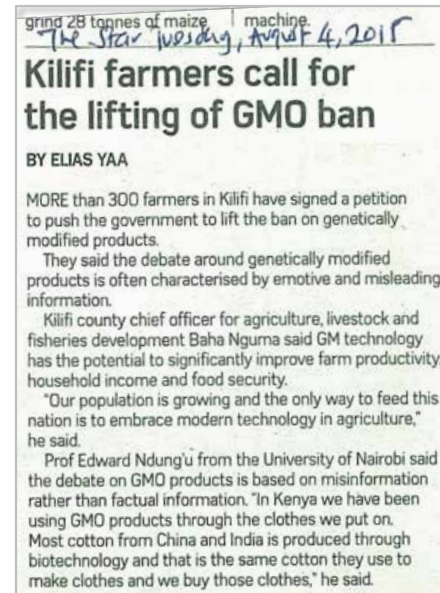 grind 28 tonnes of maize machine.
The Star Tuesday, August 4, 2015
Kilifi farmers call for
the lifting of GMO ban
BY ELIAS YAA
MORE than 300 farmers in Kilifi have signed a petition
to push the government to lift the ban on genetically
modified products.
They said the debate around genetically modified
products is often characterised by emotive and misleading
information.
Kilifi county chief officer for agriculture, livestock and
fisheries development Baha Nguma said GM technology
has the potential to significantly improve farm productivity,
household income and food security.
"Our population is growing and the only way to feed this
nation is to embrace modern technology in agriculture,"
he said.
Prof Edward Ndung'u from the University of Nairobi said
the debate on GMO products is based on misinformation
rather than factual information. "In Kenya we have been
using GMO products through the clothes we put on.
Most cotton from China and India is produced through
biotechnology and that is the same cotton they use to
make clothes and we buy those clothes," he said.